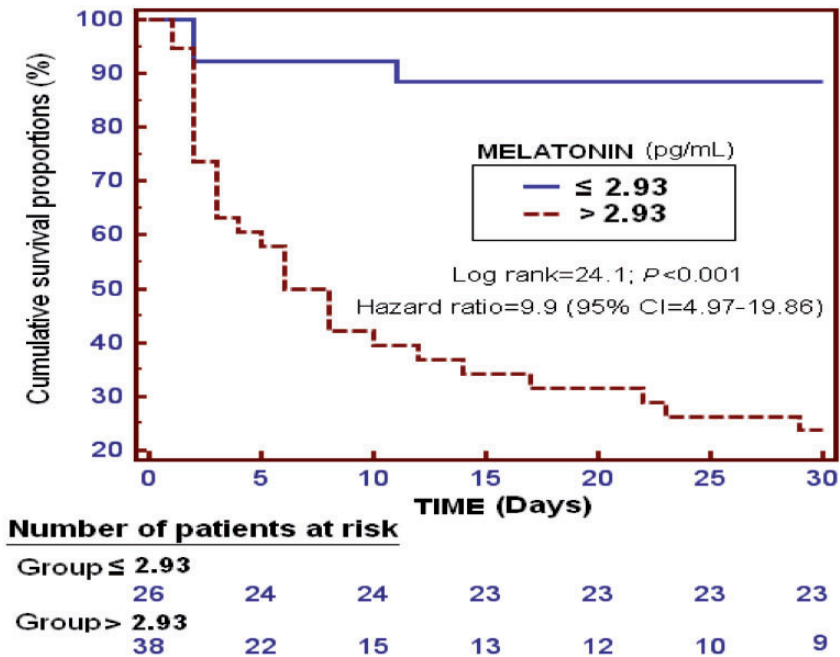 Cumulative survival proportions (%)
100
90
80
70
60
50
40
30
20
MELATONIN (pg/mL)
≤ 2.93
> 2.93
Log rank=24.1; P<0.001
Hazard ratio=9.9 (95% CI=4.97-19.86)
0 5 10 15 20 25 30
TIME (Days)
Number of patients at risk
Group ≤ 2.93
26 24 24 23 23 23 23
Group > 2.93
38 22 15 13 12 10 9